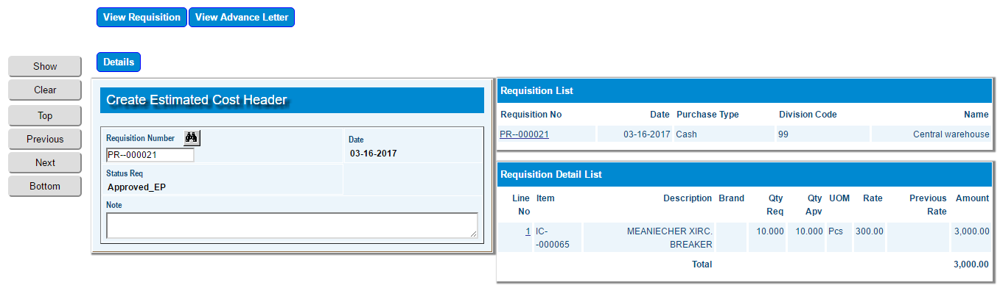 View Requisition View Advance Letter
Details
Show
Clear
Top
Previous
Next
Bottom
Create Estimated Cost Header
Requisition Number
PR--000021
Date
03-16-2017
Status Req
Approved_EP
Note
Requisition List
Requisition No Date Purchase Type Division Code Name
PR--000021 03-16-2017 Cash 99 Central warehouse
Requisition Detail List
Line No Item Description Brand Qty Req Qty Apv UOM Rate Previous Rate Amount
1 IC--000065 MEANIECHER XIRC. BREAKER 10.000 10.000 Pcs 300.00 3,000.00
Total 3,000.00